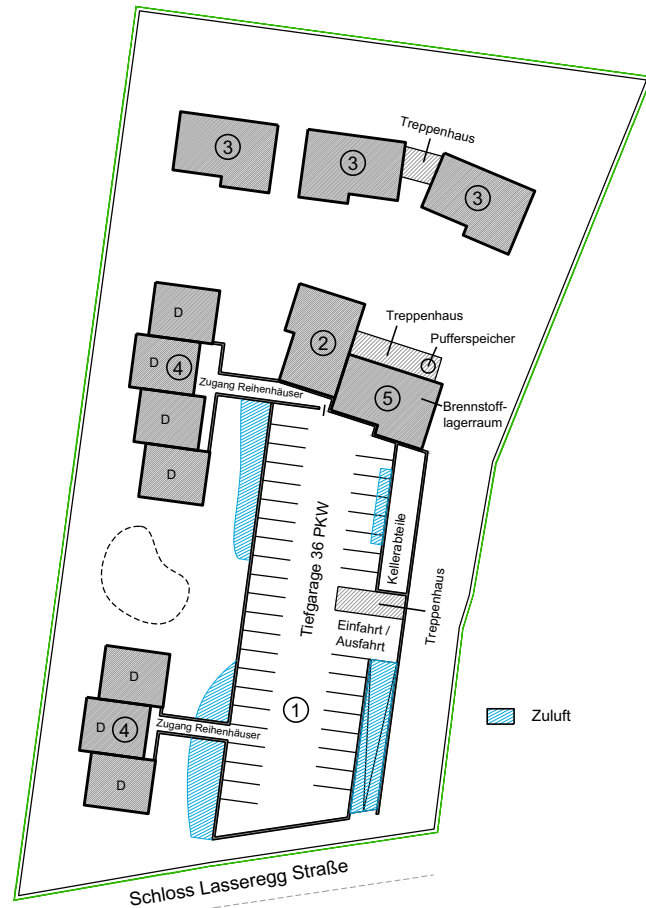 Treppenhaus
3
3
3
Treppenhaus
Pufferspeicher
D
2
D
4
Zugang Reihenhäuser
5
Brennstoff-
lagerraum
D
D
Tiefgarage 36 PKW
Kellerabteile
Treppenhaus
Einfahrt /
Ausfahrt
D
1
Zuluft
D
4
Zugang Reihenhäuser
D
Schloss Lasseregg Straße